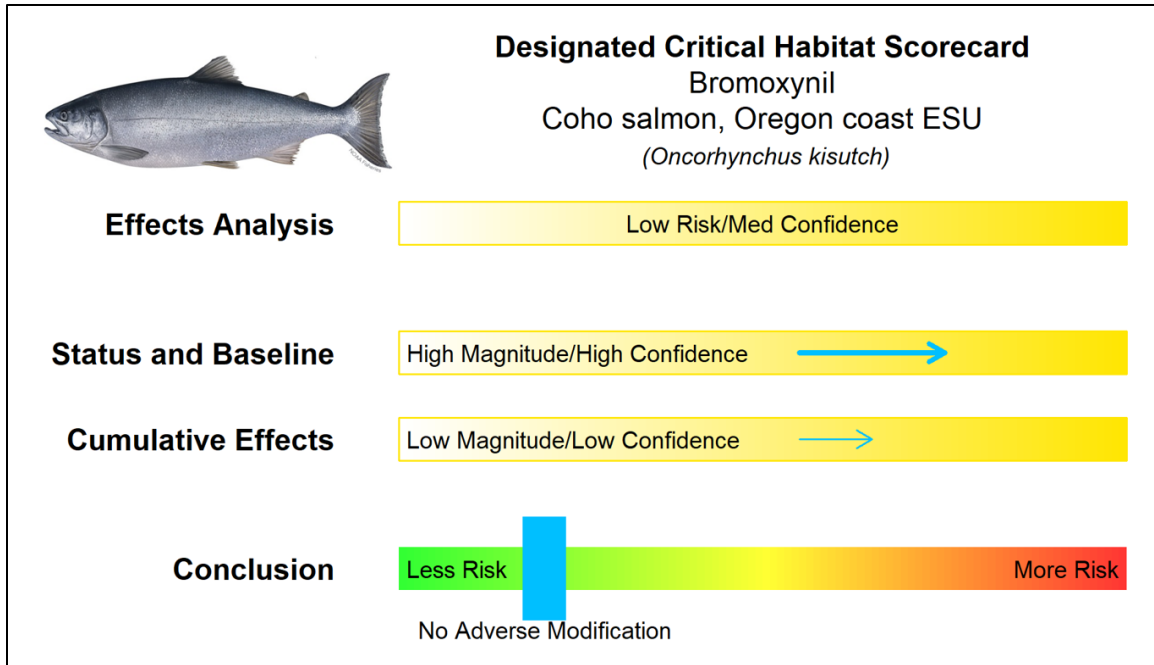 Designated Critical Habitat Scorecard
Bromoxynil
Coho salmon, Oregon coast ESU
(Oncorhynchus kisutch)
NOAA Fisheries
Effects Analysis
Low Risk/Med Confidence
Status and Baseline
High Magnitude/High Confidence
Cumulative Effects
Low Magnitude/Low Confidence
Conclusion
Less Risk
More Risk
No Adverse Modification